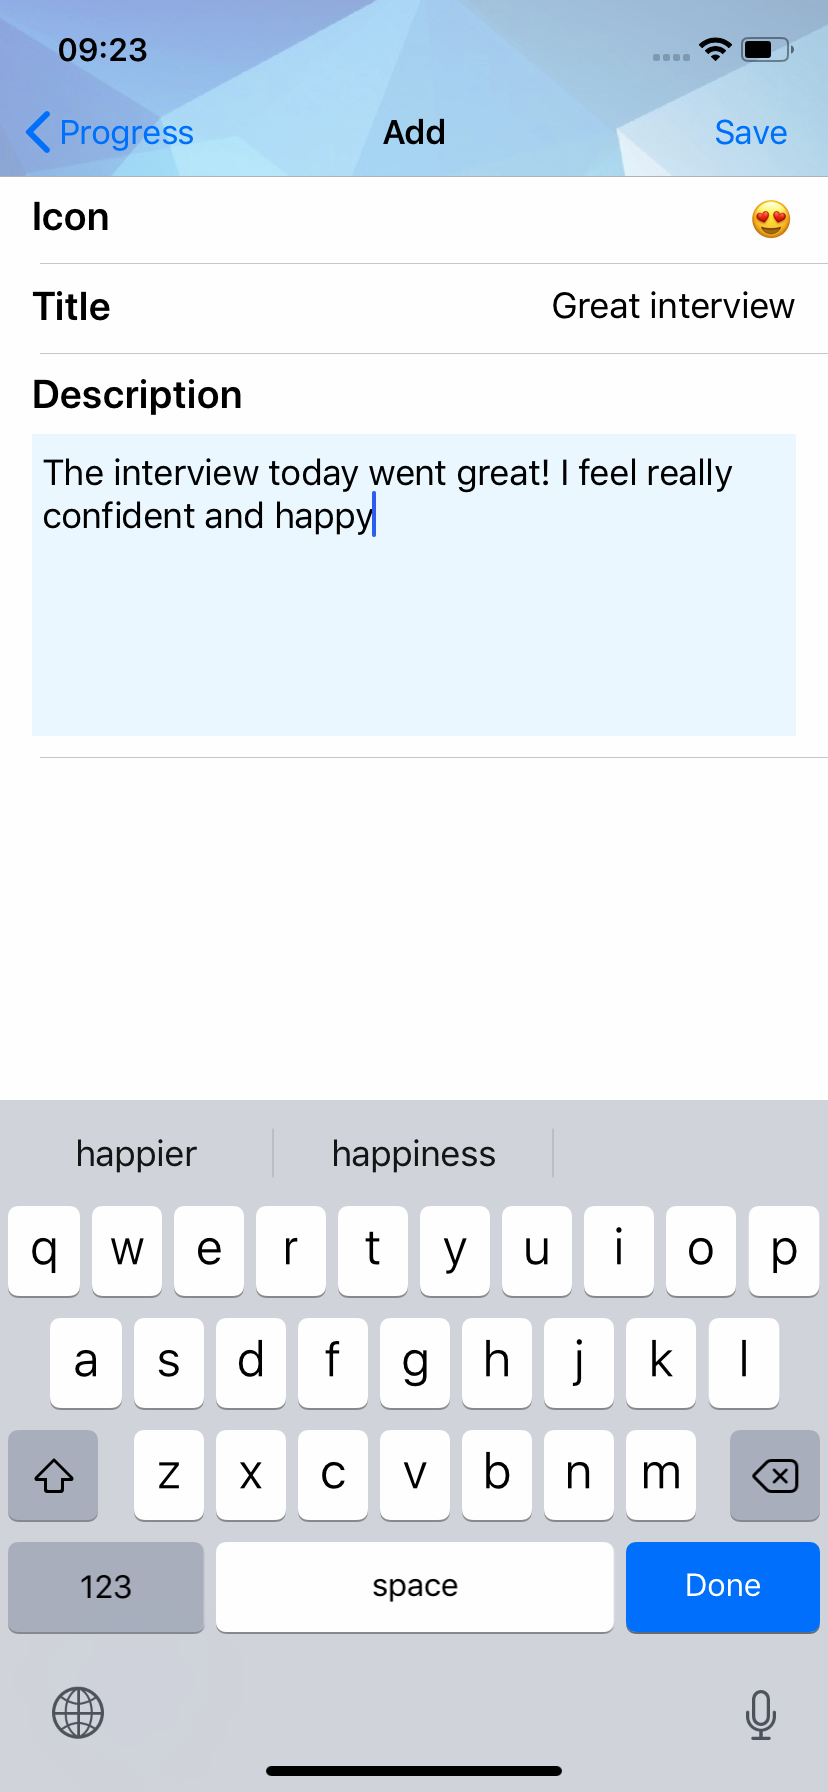 09:23
Progress
Add
Save
Icon
😍
Title
Great interview
Description
The interview today went great! I feel really
confident and happy
happier
happiness
q w e r t y u i o p
a s d f g h j k l
z x c v b n m
123
space
Done